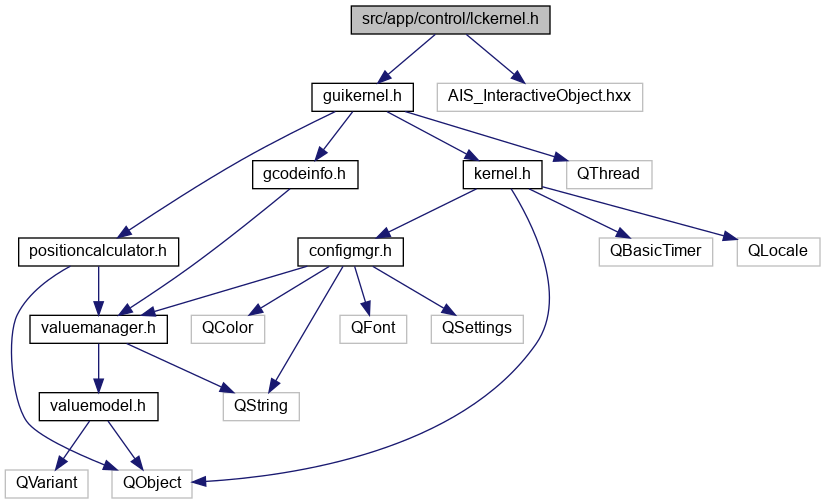 src/app/control/lckernel.h
guikernel.h
AIS_InteractiveObject.hxx
gcodeinfo.h
kernel.h
QThread
positioncalculator.h
configmgr.h
QBasicTimer
QLocale
valuemanager.h
QColor
QFont
QSettings
valuemodel.h
QString
QVariant
QObject